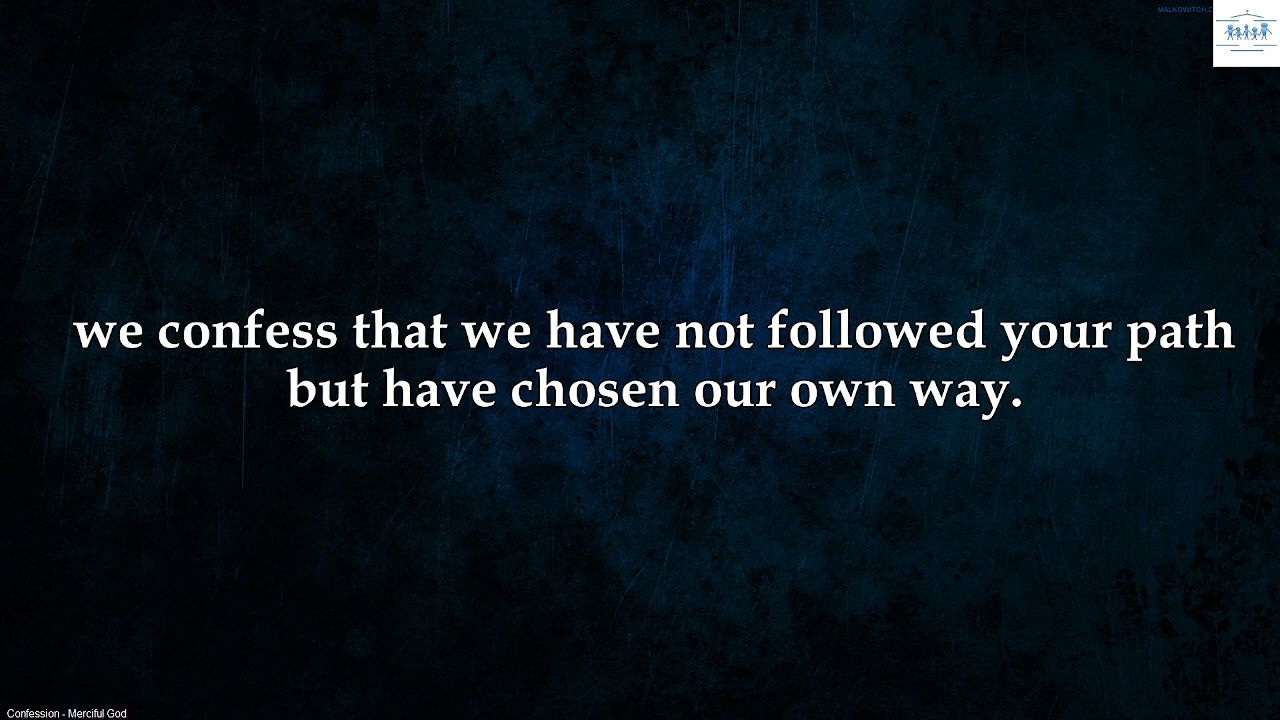 we confess that we have not followed your path
but have chosen our own way.
Confession - Merciful God